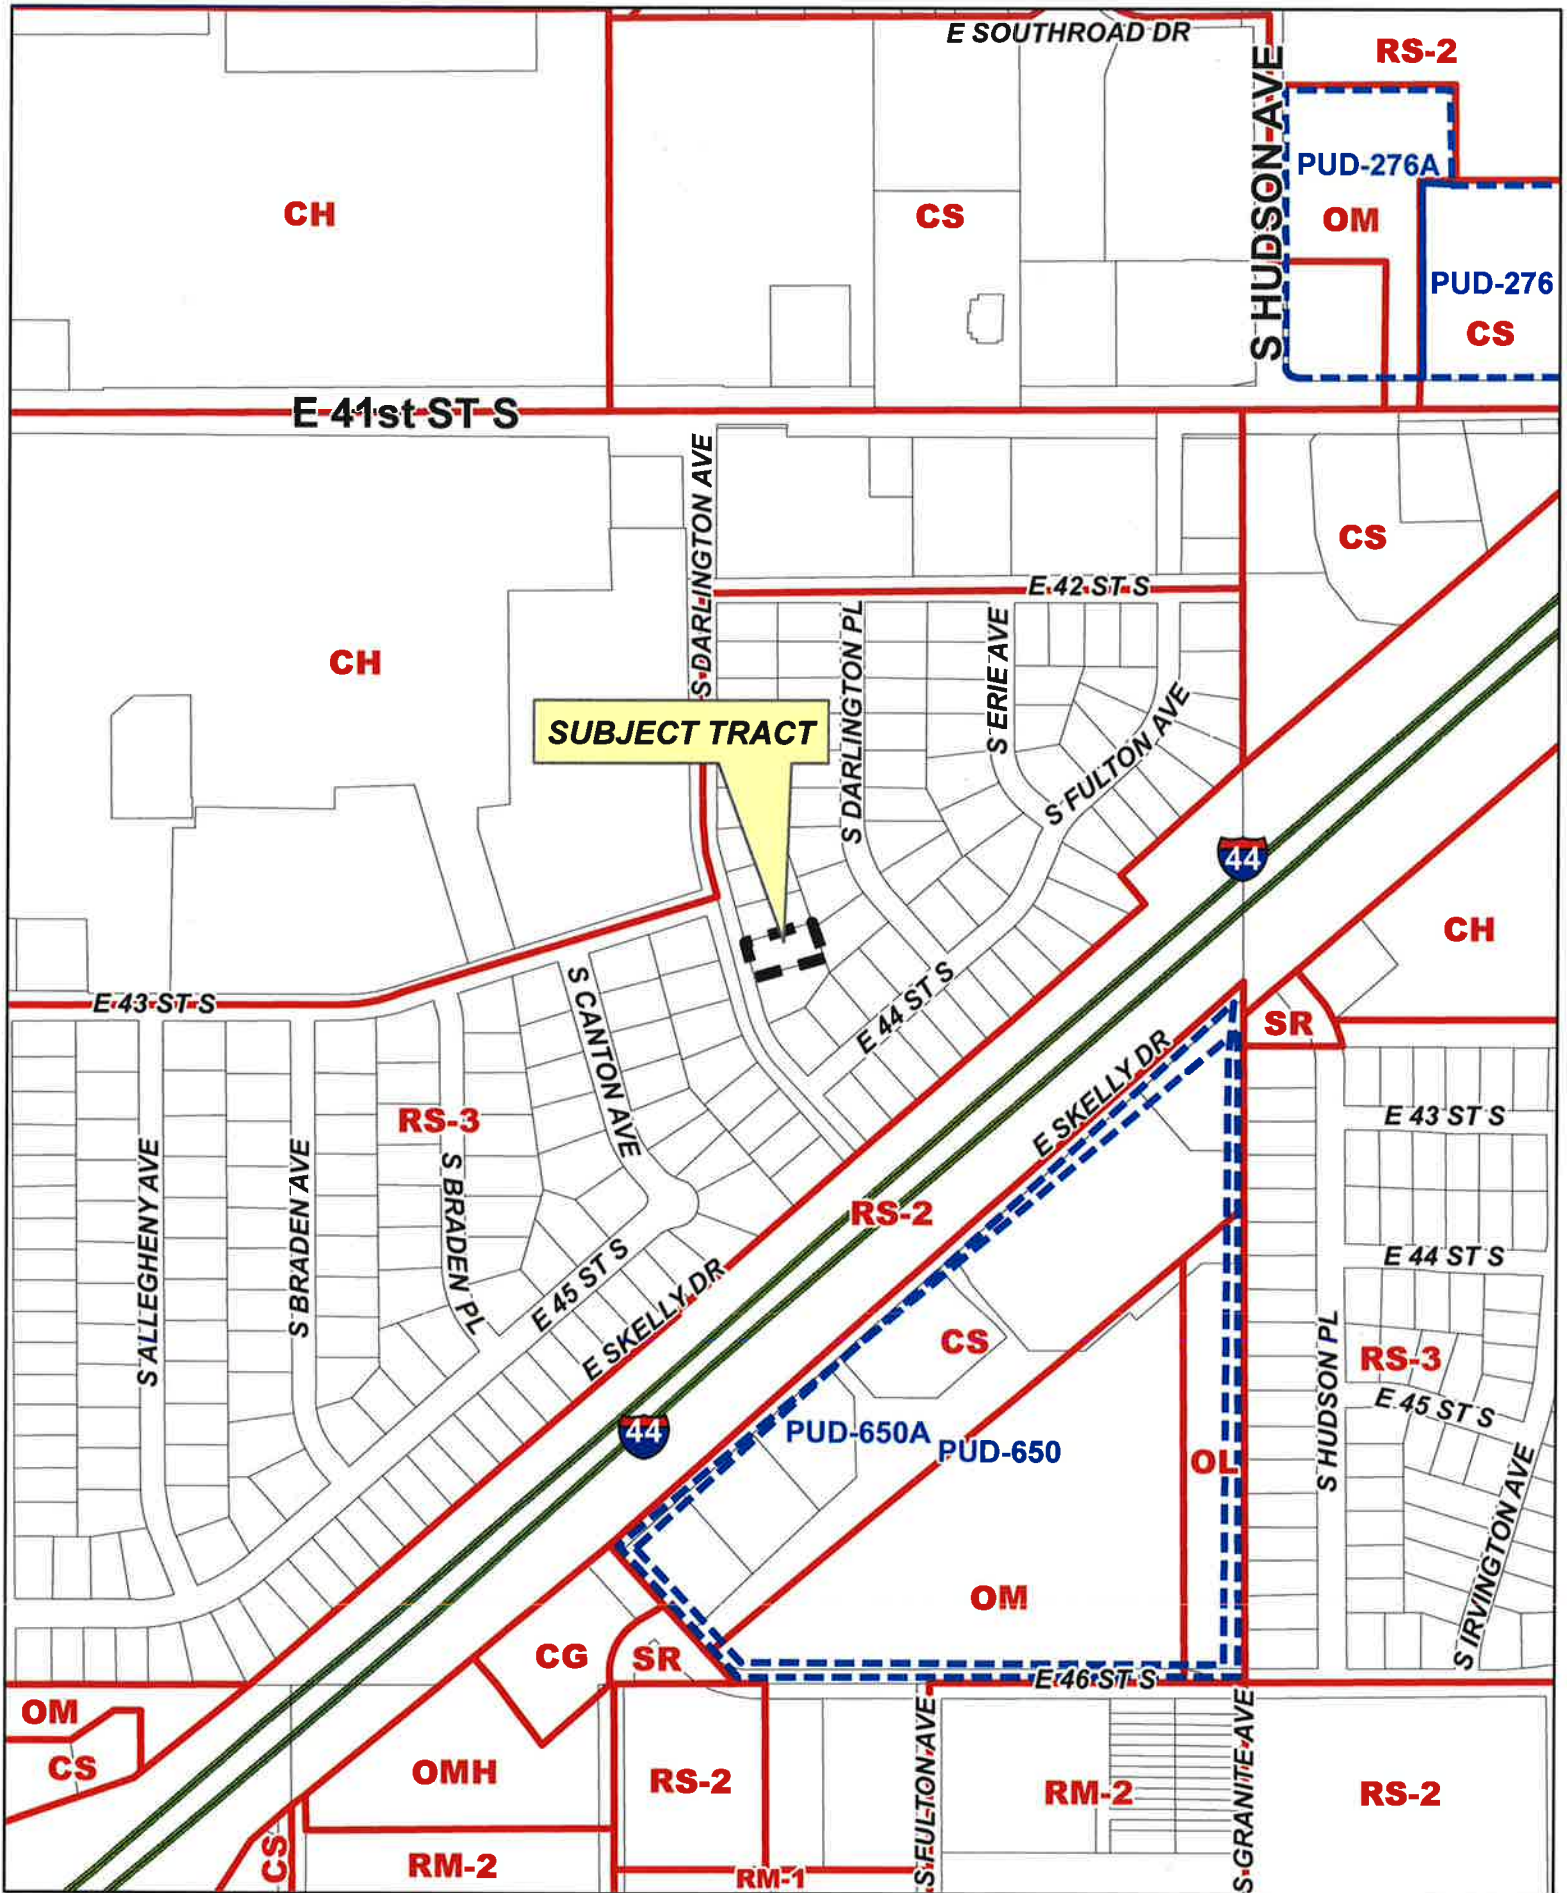 E SOUTHROAD DR
RS-2
S HUDSON AVE
PUD-276A
CH
CS
OM
PUD-276
CS
E 41st ST S
S DARLINGTON AVE
CS
E 42 ST S
CH
S DARLINGTON PL
S ERIE AVE
SUBJECT TRACT
S FULTON AVE
44
CH
E 43 ST S
S CANTON AVE
E 44 ST S
SR
E SKELLY DR
RS-3
E 43 ST S
S ALLEGHENY AVE
S BRADEN AVE
S BRADEN PL
RS-2
E 44 ST S
E 45 ST S
E SKELLY DR
CS
S HUDSON PL
RS-3
E 45 ST S
44
PUD-650A
PUD-650
OL
S IRVINGTON AVE
OM
CG
SR
E 46 ST S
OM
CS
OMH
RS-2
S FULTON AVE
RM-2
S GRANITE AVE
RS-2
CS
RM-2
RM-1